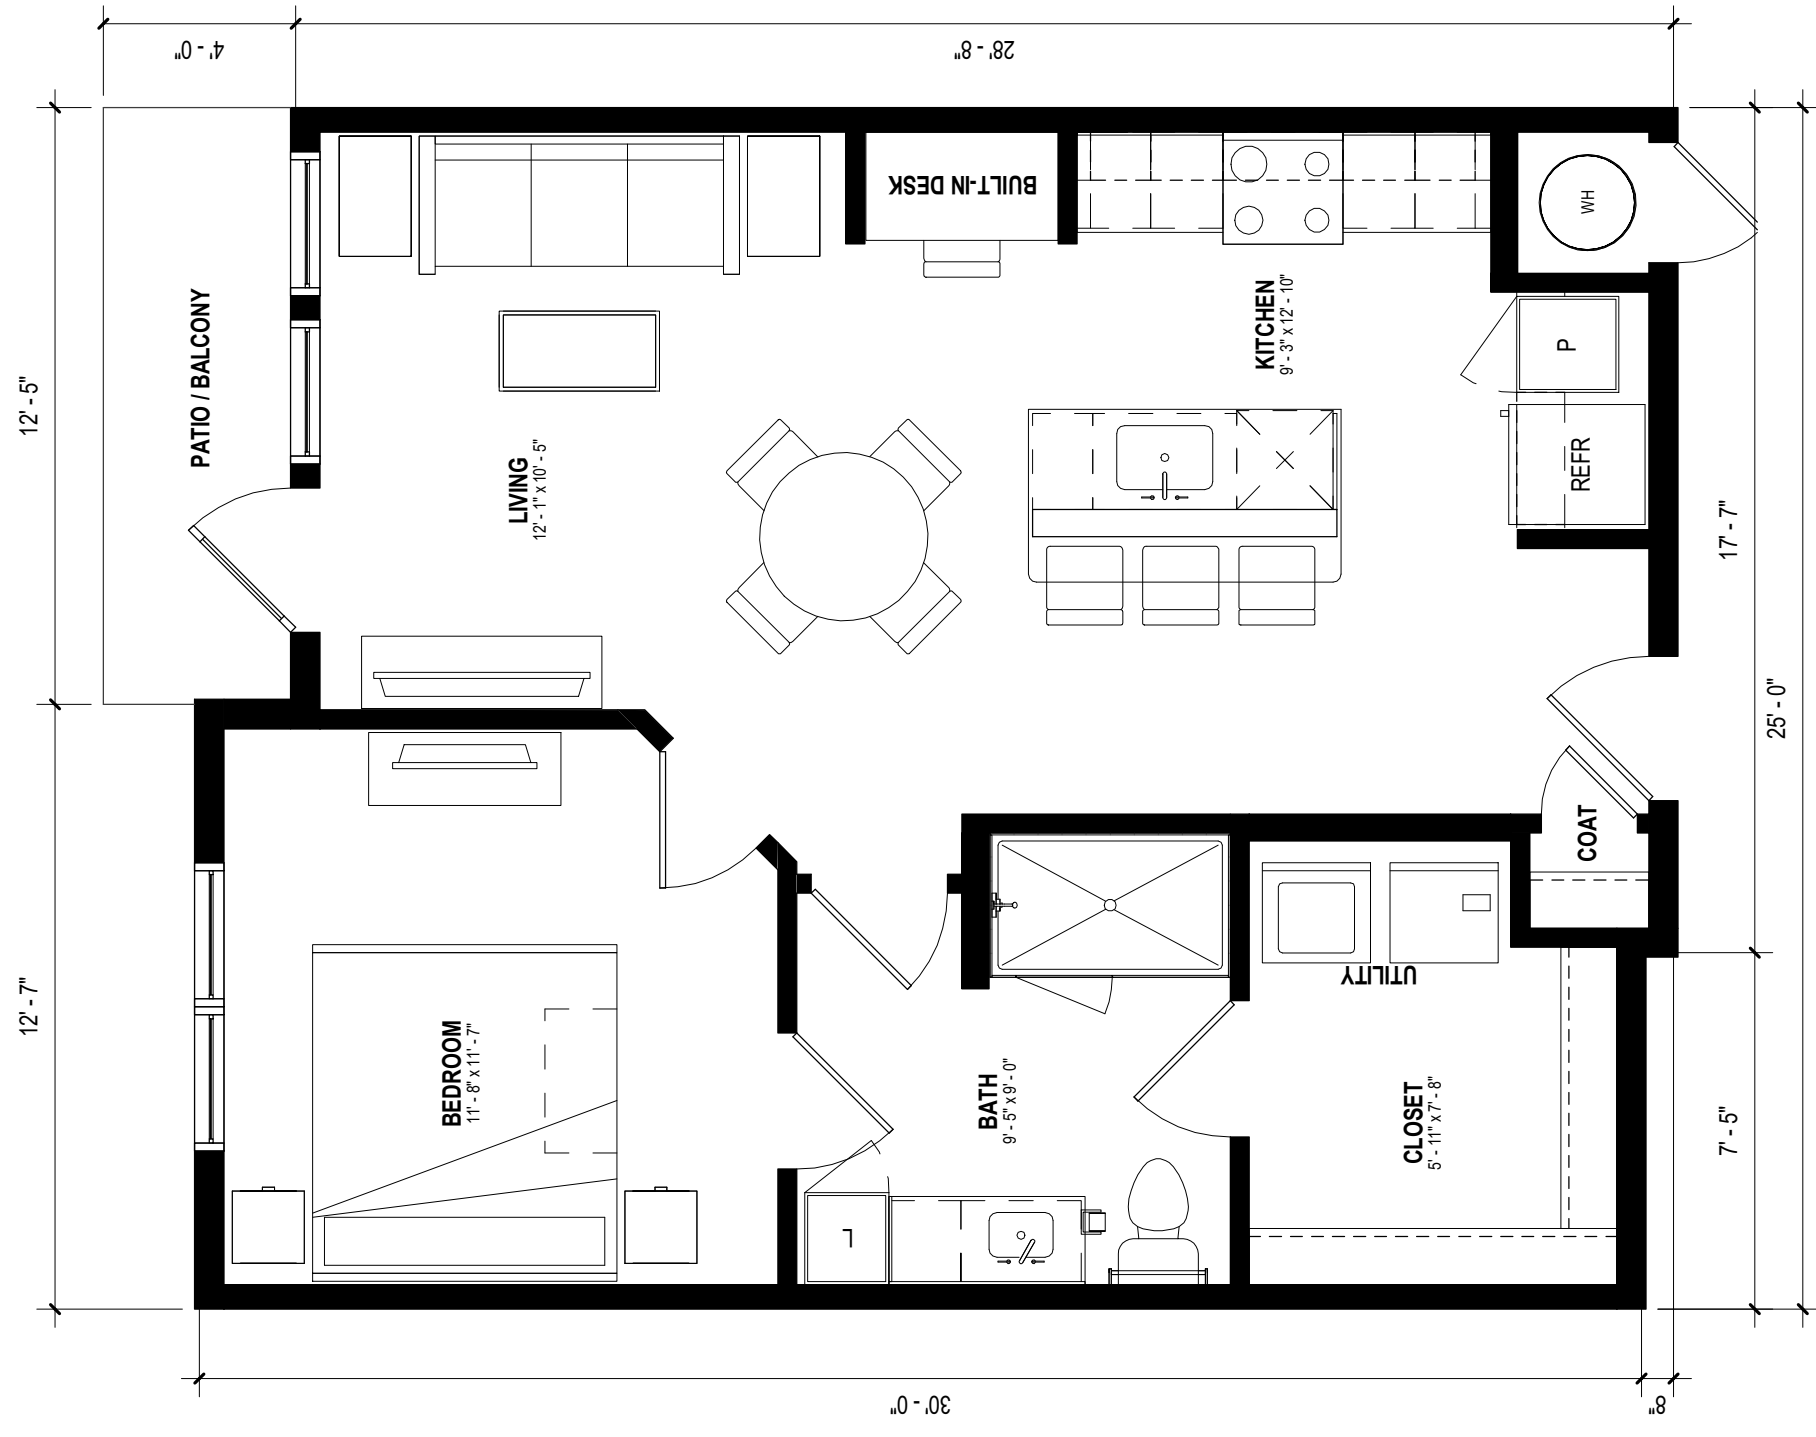 4' - 0"
28' - 8"
12' - 5"
PATIO / BALCONY
BUILT-IN DESK
WH
KITCHEN
9' - 3" x 12' - 10"
P
LIVING
12' - 1" x 10' - 5"
REFR
17' - 7"
25' - 0"
COAT
UTILITY
12' - 7"
BEDROOM
11' - 8" x 11' - 7"
BATH
9' - 5" x 9' - 0"
CLOSET
5' - 11" x 7' - 8"
7' - 5"
L
30' - 0"
8"